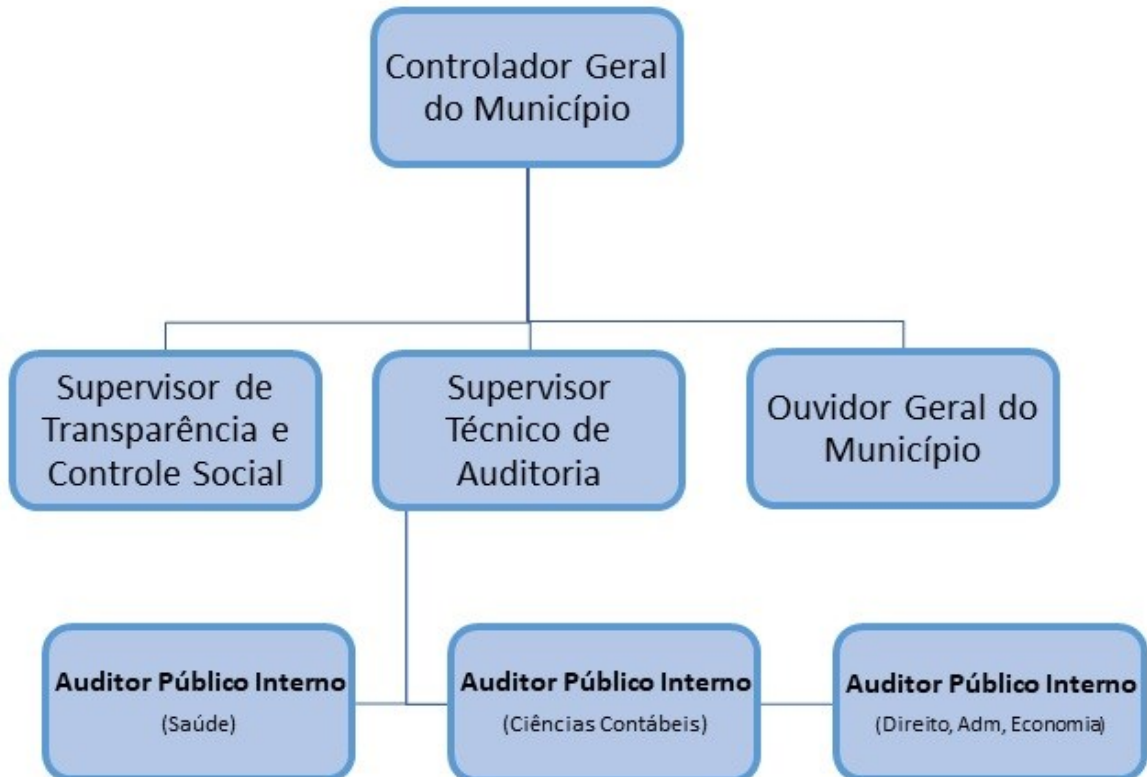 Controlador Geral
do Município
Supervisor de
Transparência e
Controle Social
Supervisor
Técnico de
Auditoria
Ouvidor Geral do
Município
Auditor Público Interno
(Saúde)
Auditor Público Interno
(Ciências Contábeis)
Auditor Público Interno
(Direito, Adm, Economia)